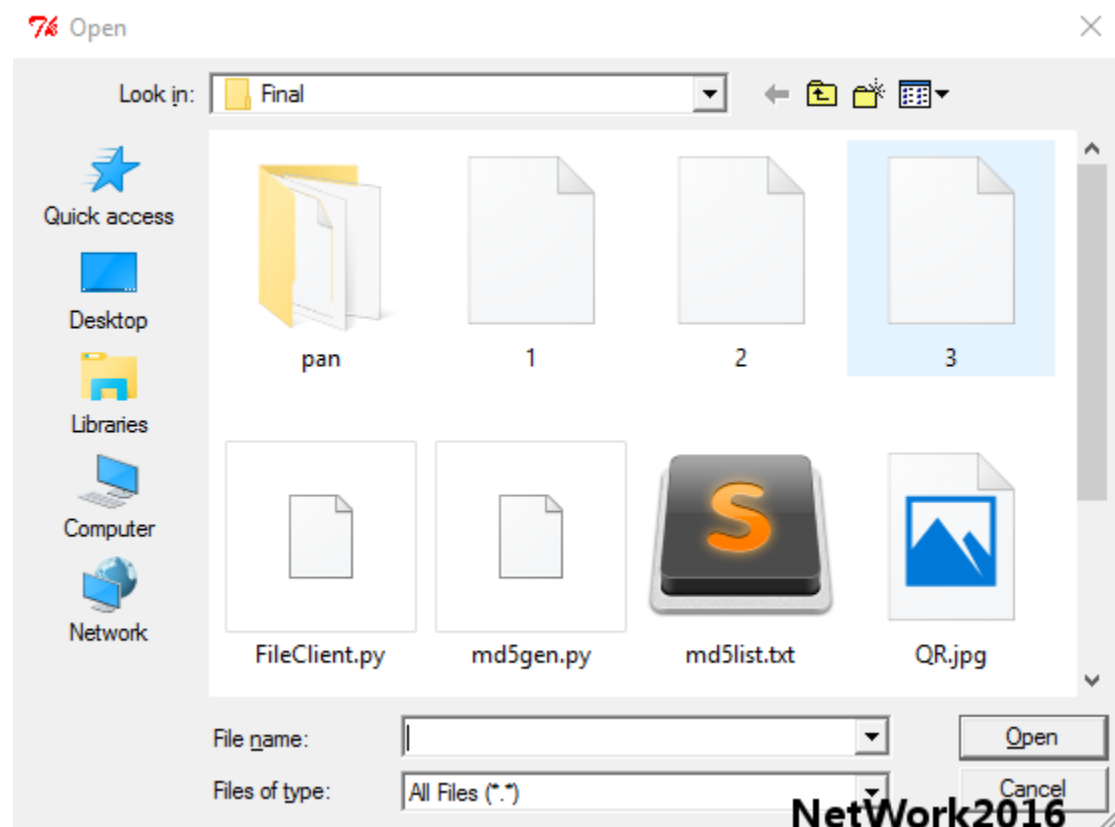 Open
Look in: Final
Quick access
Desktop
Libraries
Computer
Network
pan 1 2 3
FileClient.py md5gen.py md5list.txt QR.jpg
File name: Open
Files of type: All Files (*.*) Cancel
NetWork2016